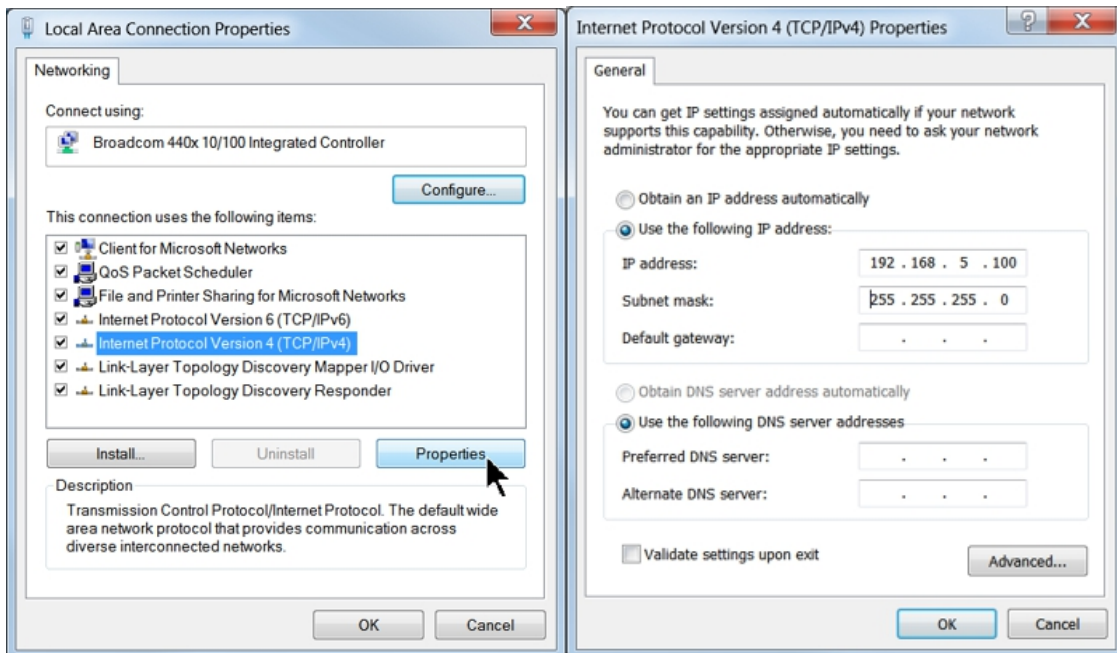 Local Area Connection Properties
Networking
Connect using:
Broadcom 440x 10/100 Integrated Controller
Configure...
This connection uses the following items:
Client for Microsoft Networks
QoS Packet Scheduler
File and Printer Sharing for Microsoft Networks
Internet Protocol Version 6 (TCP/IPv6)
Internet Protocol Version 4 (TCP/IPv4)
Link-Layer Topology Discovery Mapper I/O Driver
Link-Layer Topology Discovery Responder
Install...
Uninstall
Properties
Description
Transmission Control Protocol/Internet Protocol. The default wide
area network protocol that provides communication across
diverse interconnected networks.
OK
Cancel
Internet Protocol Version 4 (TCP/IPv4) Properties
General
You can get IP settings assigned automatically if your network
supports this capability. Otherwise, you need to ask your network
administrator for the appropriate IP settings.
Obtain an IP address automatically
Use the following IP address:
IP address: 192 . 168 . 5 . 100
Subnet mask: 255 . 255 . 255 . 0
Default gateway: . . .
Obtain DNS server address automatically
Use the following DNS server addresses
Preferred DNS server: . . .
Alternate DNS server: . . .
Validate settings upon exit
Advanced...
OK
Cancel